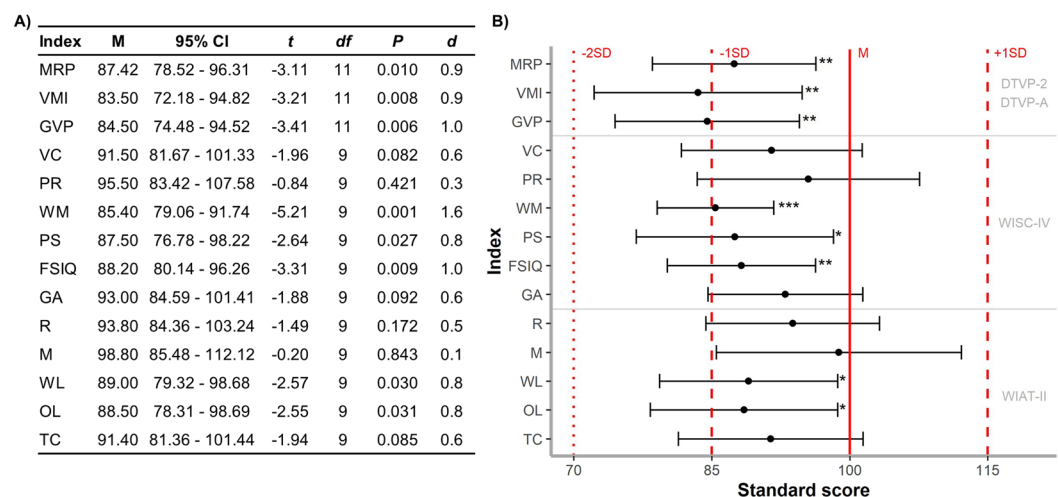 A)
Index M 95% CI t df P d
MRP 87.42 78.52 - 96.31 -3.11 11 0.010 0.9
VMI 83.50 72.18 - 94.82 -3.21 11 0.008 0.9
GVP 84.50 74.48 - 94.52 -3.41 11 0.006 1.0
VC 91.50 81.67 - 101.33 -1.96 9 0.082 0.6
PR 95.50 83.42 - 107.58 -0.84 9 0.421 0.3
WM 85.40 79.06 - 91.74 -5.21 9 0.001 1.6
PS 87.50 76.78 - 98.22 -2.64 9 0.027 0.8
FSIQ 88.20 80.14 - 96.26 -3.31 9 0.009 1.0
GA 93.00 84.59 - 101.41 -1.88 9 0.092 0.6
R 93.80 84.36 - 103.24 -1.49 9 0.172 0.5
M 98.80 85.48 - 112.12 -0.20 9 0.843 0.1
WL 89.00 79.32 - 98.68 -2.57 9 0.030 0.8
OL 88.50 78.31 - 98.69 -2.55 9 0.031 0.8
TC 91.40 81.36 - 101.44 -1.94 9 0.085 0.6
B)
-2SD -1SD M +1SD
Index
MRP **
VMI **
GVP **
VC
PR
WM ***
PS *
FSIQ **
GA
R
M
WL *
OL *
TC
DTVP-2
DTVP-A
WISC-IV
WIAT-II
70 85 100 115
Standard score